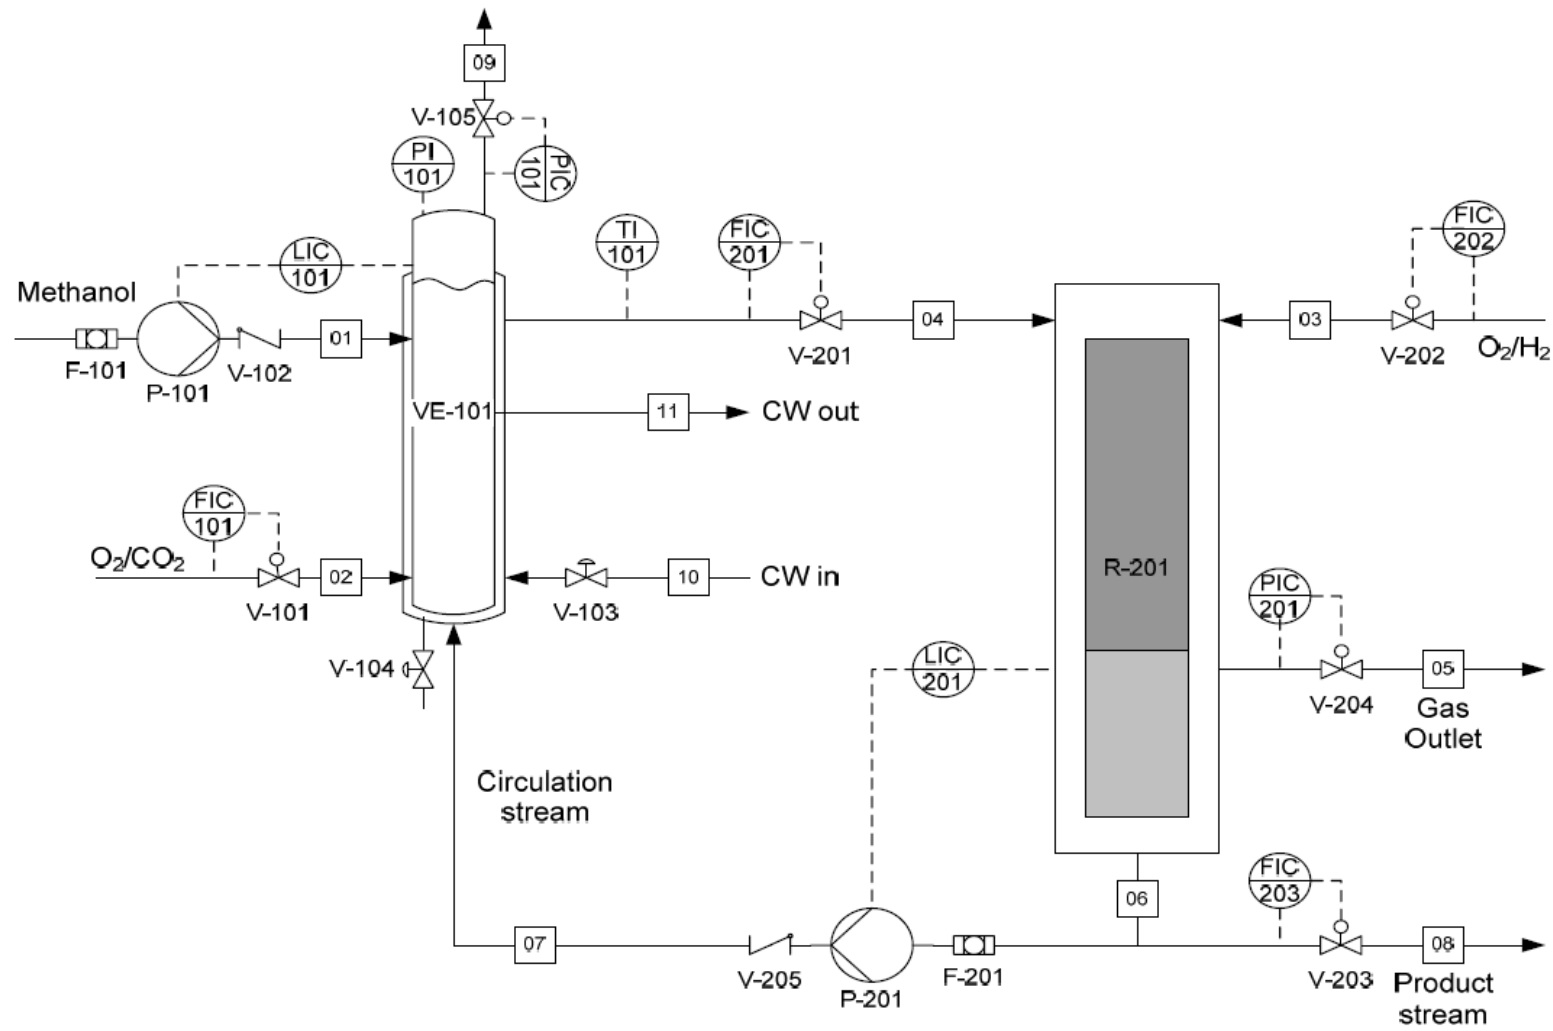 09
V-105
PI
101
PIC
101
TI
101
FIC
201
FIC
202
LIC
101
Methanol
01
04
03
F-101
P-101
V-102
V-201
V-202
O₂/H₂
VE-101
11
CW out
FIC
101
O₂/CO₂
02
10
CW in
V-101
V-103
R-201
PIC
201
V-104
LIC
201
05
V-204
Gas
Outlet
Circulation
stream
06
FIC
203
07
08
V-205
P-201
F-201
V-203
Product
stream